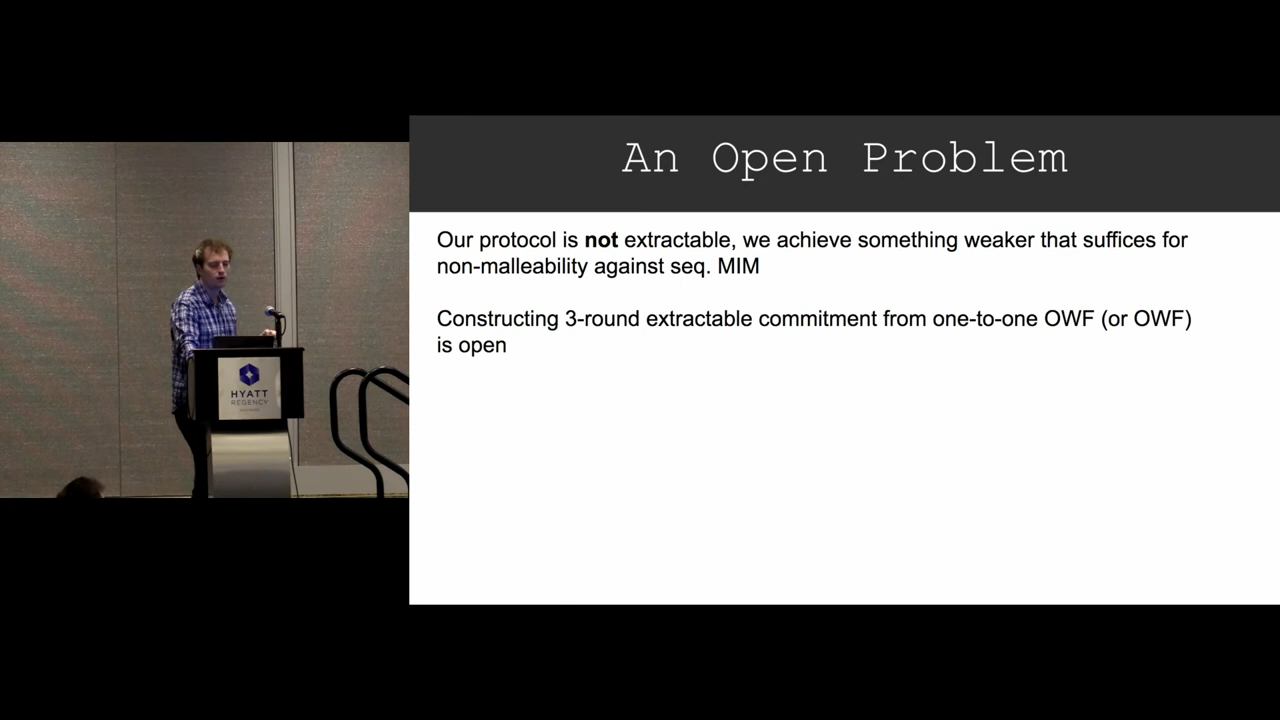 An Open Problem
Our protocol is not extractable, we achieve something weaker that suffices for
non-malleability against seq. MIM
Constructing 3-round extractable commitment from one-to-one OWF (or OWF)
is open
HYATT
REGENCY